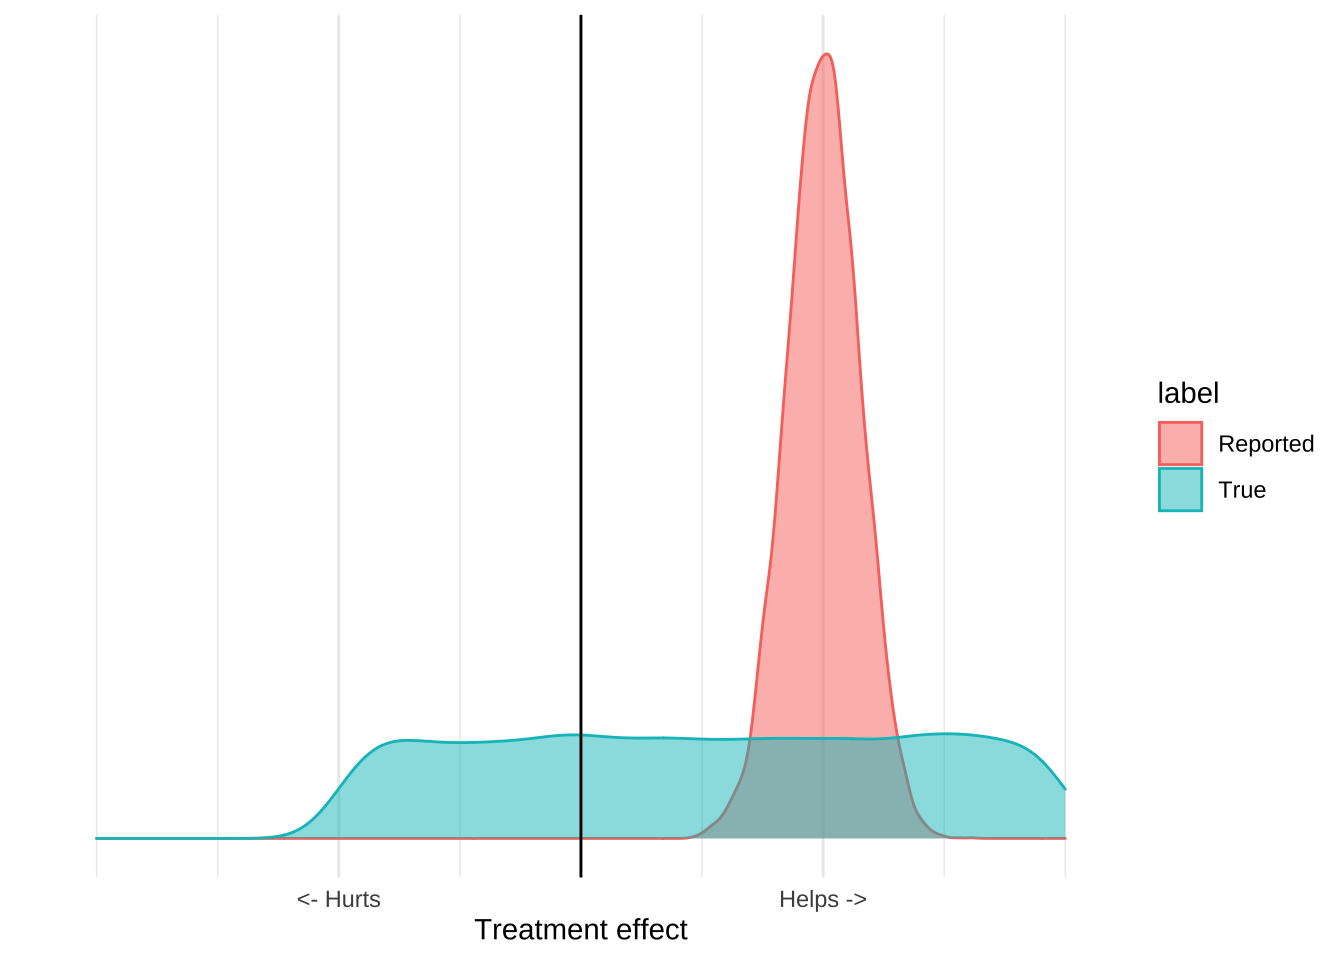 label
Reported
True
<- Hurts
Helps ->
Treatment effect